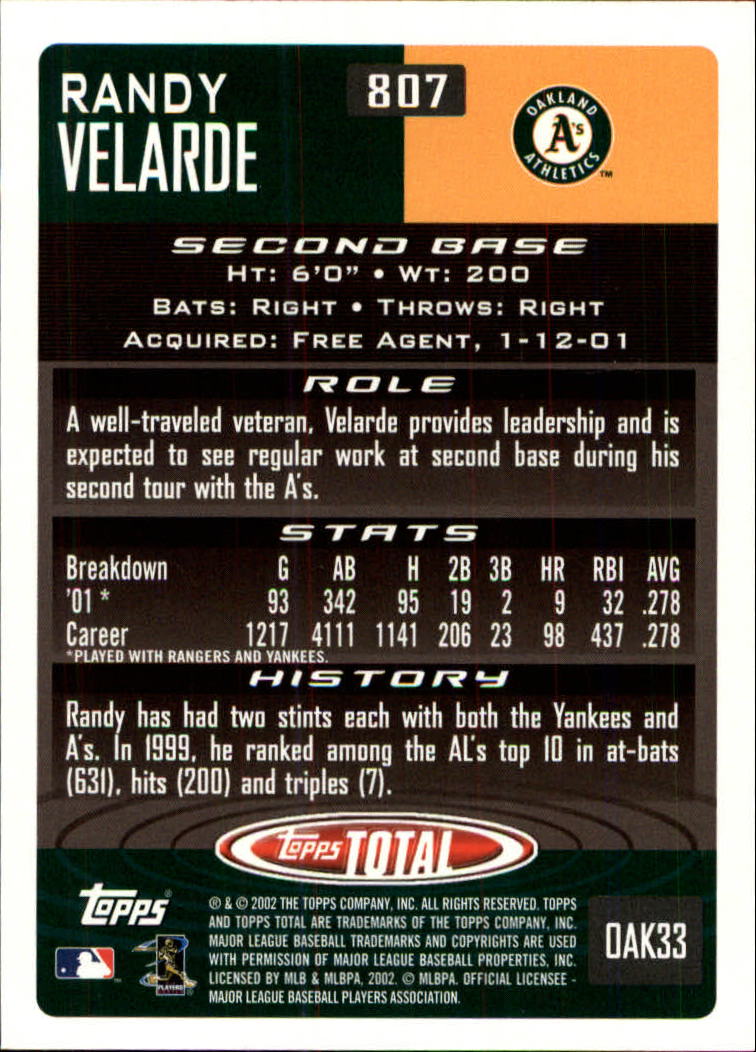 RANDY
VELARDE
807
OAKLAND
A's
ATHLETICS
TM
SECOND BASE
HT: 6'0" • WT: 200
BATS: RIGHT • THROWS: RIGHT
ACQUIRED: FREE AGENT, 1-12-01
ROLE
A well-traveled veteran, Velarde provides leadership and is
expected to see regular work at second base during his
second tour with the A's.
STATS
Breakdown G AB H 2B 3B HR RBI AVG
'01 * 93 342 95 19 2 9 32 .278
Career 1217 4111 1141 206 23 98 437 .278
*PLAYED WITH RANGERS AND YANKEES.
HISTORY
Randy has had two stints each with both the Yankees and
A's. In 1999, he ranked among the AL's top 10 in at-bats
(631), hits (200) and triples (7).
Topps TOTAL
Topps®
® & © 2002 THE TOPPS COMPANY, INC. ALL RIGHTS RESERVED. TOPPS
AND TOPPS TOTAL ARE TRADEMARKS OF THE TOPPS COMPANY, INC.
MAJOR LEAGUE BASEBALL TRADEMARKS AND COPYRIGHTS ARE USED
WITH PERMISSION OF MAJOR LEAGUE BASEBALL PROPERTIES, INC.
LICENSED BY MLB & MLBPA, 2002. © MLBPA. OFFICIAL LICENSEE -
MAJOR LEAGUE BASEBALL PLAYERS ASSOCIATION.
OAK33
PLAYERS